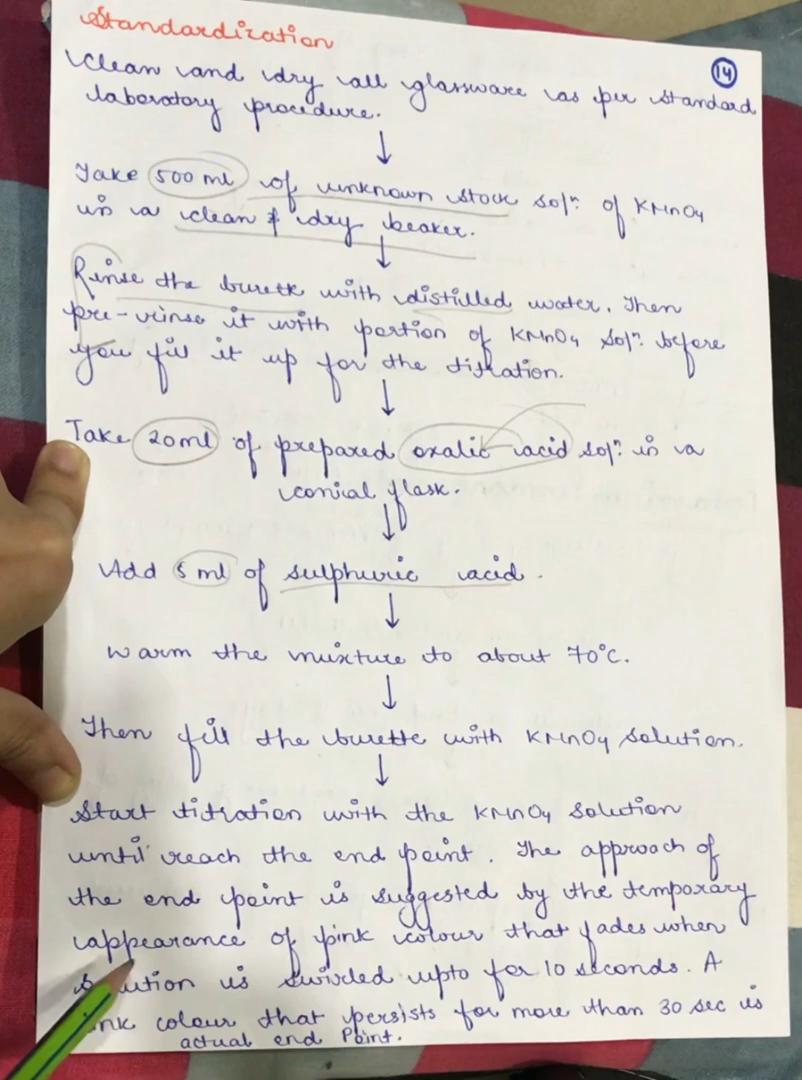 Standardization
14
Clean and dry all glassware as per standard
laboratory procedure.
↓
Take 500 ml of unknown stock solⁿ of KMnO4
in a clean & dry beaker.
↓
Rinse the burette with distilled water. Then
pre-rinse it with portion of KMnO4 solⁿ before
you fill it up for the titration.
↓
Take 20ml of prepared oxalic acid solⁿ in a
conial flask.
↓
Add 5 ml of sulphuric acid.
↓
Warm the mixture to about 70°C.
↓
Then fill the burette with KMnO4 solution.
↓
Start titration with the KMnO4 solution
until reach the end point. The approach of
the end point is suggested by the temporary
appearance of pink colour that fades when
is swirled upto for 10 seconds. A
colour that persists for more than 30 sec is
actual end Point.